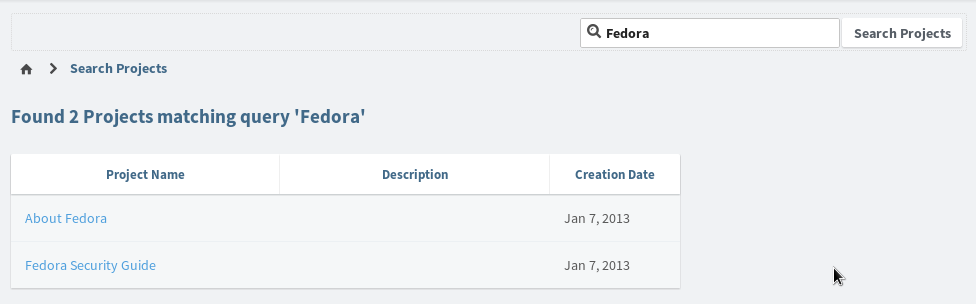 Fedora Search Projects
Search Projects
Found 2 Projects matching query 'Fedora'
Project Name Description Creation Date
About Fedora Jan 7, 2013
Fedora Security Guide Jan 7, 2013